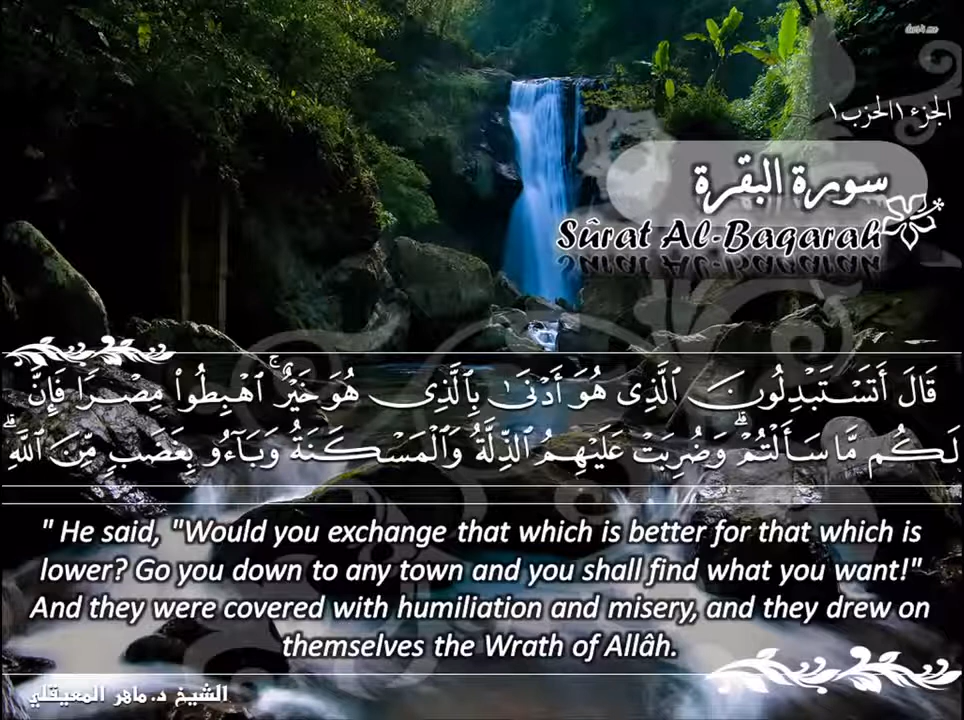 الجزء ١ الحزب ١
سورة البقرة
Sûrat Al-Baqarah
قَالَ أَتَسْتَبْدِلُونَ ٱلَّذِى هُوَ أَدْنَىٰ بِٱلَّذِى هُوَ خَيْرٌ ۚ ٱهْبِطُوا۟ مِصْرًا فَإِنَّ
لَكُم مَّا سَأَلْتُمْ ۗ وَضُرِبَتْ عَلَيْهِمُ ٱلذِّلَّةُ وَٱلْمَسْكَنَةُ وَبَآءُو بِغَضَبٍ مِّنَ ٱللَّهِ ۗ
" He said, "Would you exchange that which is better for that which is
lower? Go you down to any town and you shall find what you want!"
And they were covered with humiliation and misery, and they drew on
themselves the Wrath of Allâh.
الشيخ د. ماهر المعيقلي